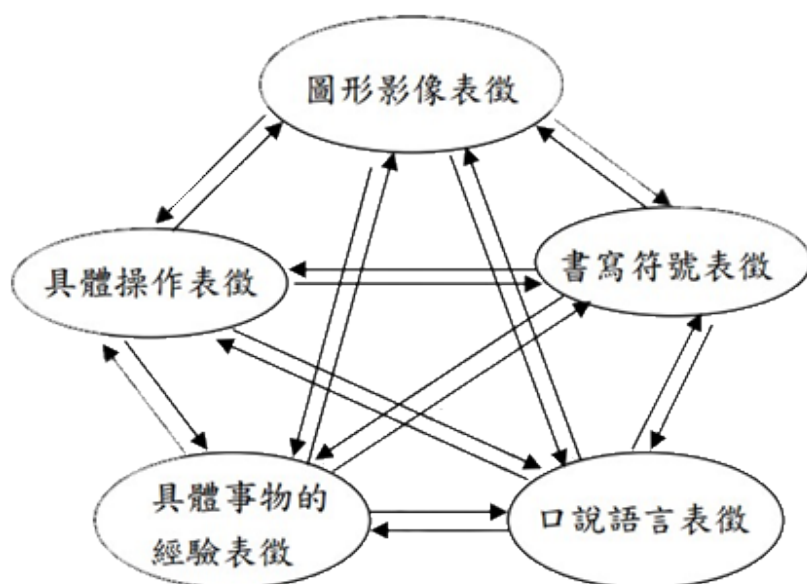 圖形影像表徵
具體操作表徵
書寫符號表徵
具體事物的
經驗表徵
口說語言表徵